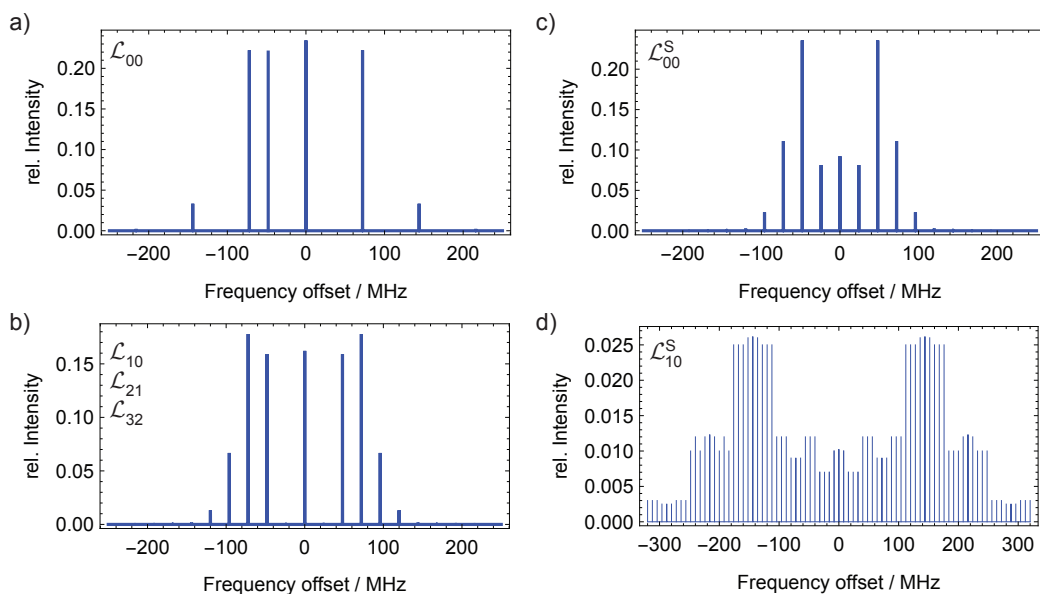 a)
ℒ00
0.20
0.15
0.10
0.05
0.00
rel. Intensity
−200 −100 0 100 200
Frequency offset / MHz
c)
ℒ00^S
0.20
0.15
0.10
0.05
0.00
rel. Intensity
−200 −100 0 100 200
Frequency offset / MHz
b)
ℒ10
ℒ21
ℒ32
0.15
0.10
0.05
0.00
rel. Intensity
−200 −100 0 100 200
Frequency offset / MHz
d)
ℒ10^S
0.025
0.020
0.015
0.010
0.005
0.000
rel. Intensity
−300 −200 −100 0 100 200 300
Frequency offset / MHz